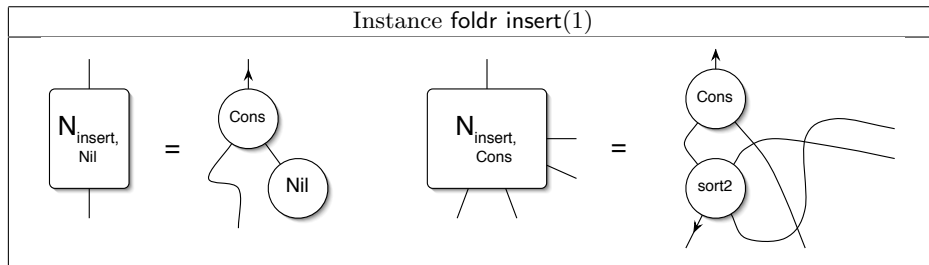 Instance foldr insert(1)
N insert, Nil = Cons Nil
N insert, Cons = Cons sort2